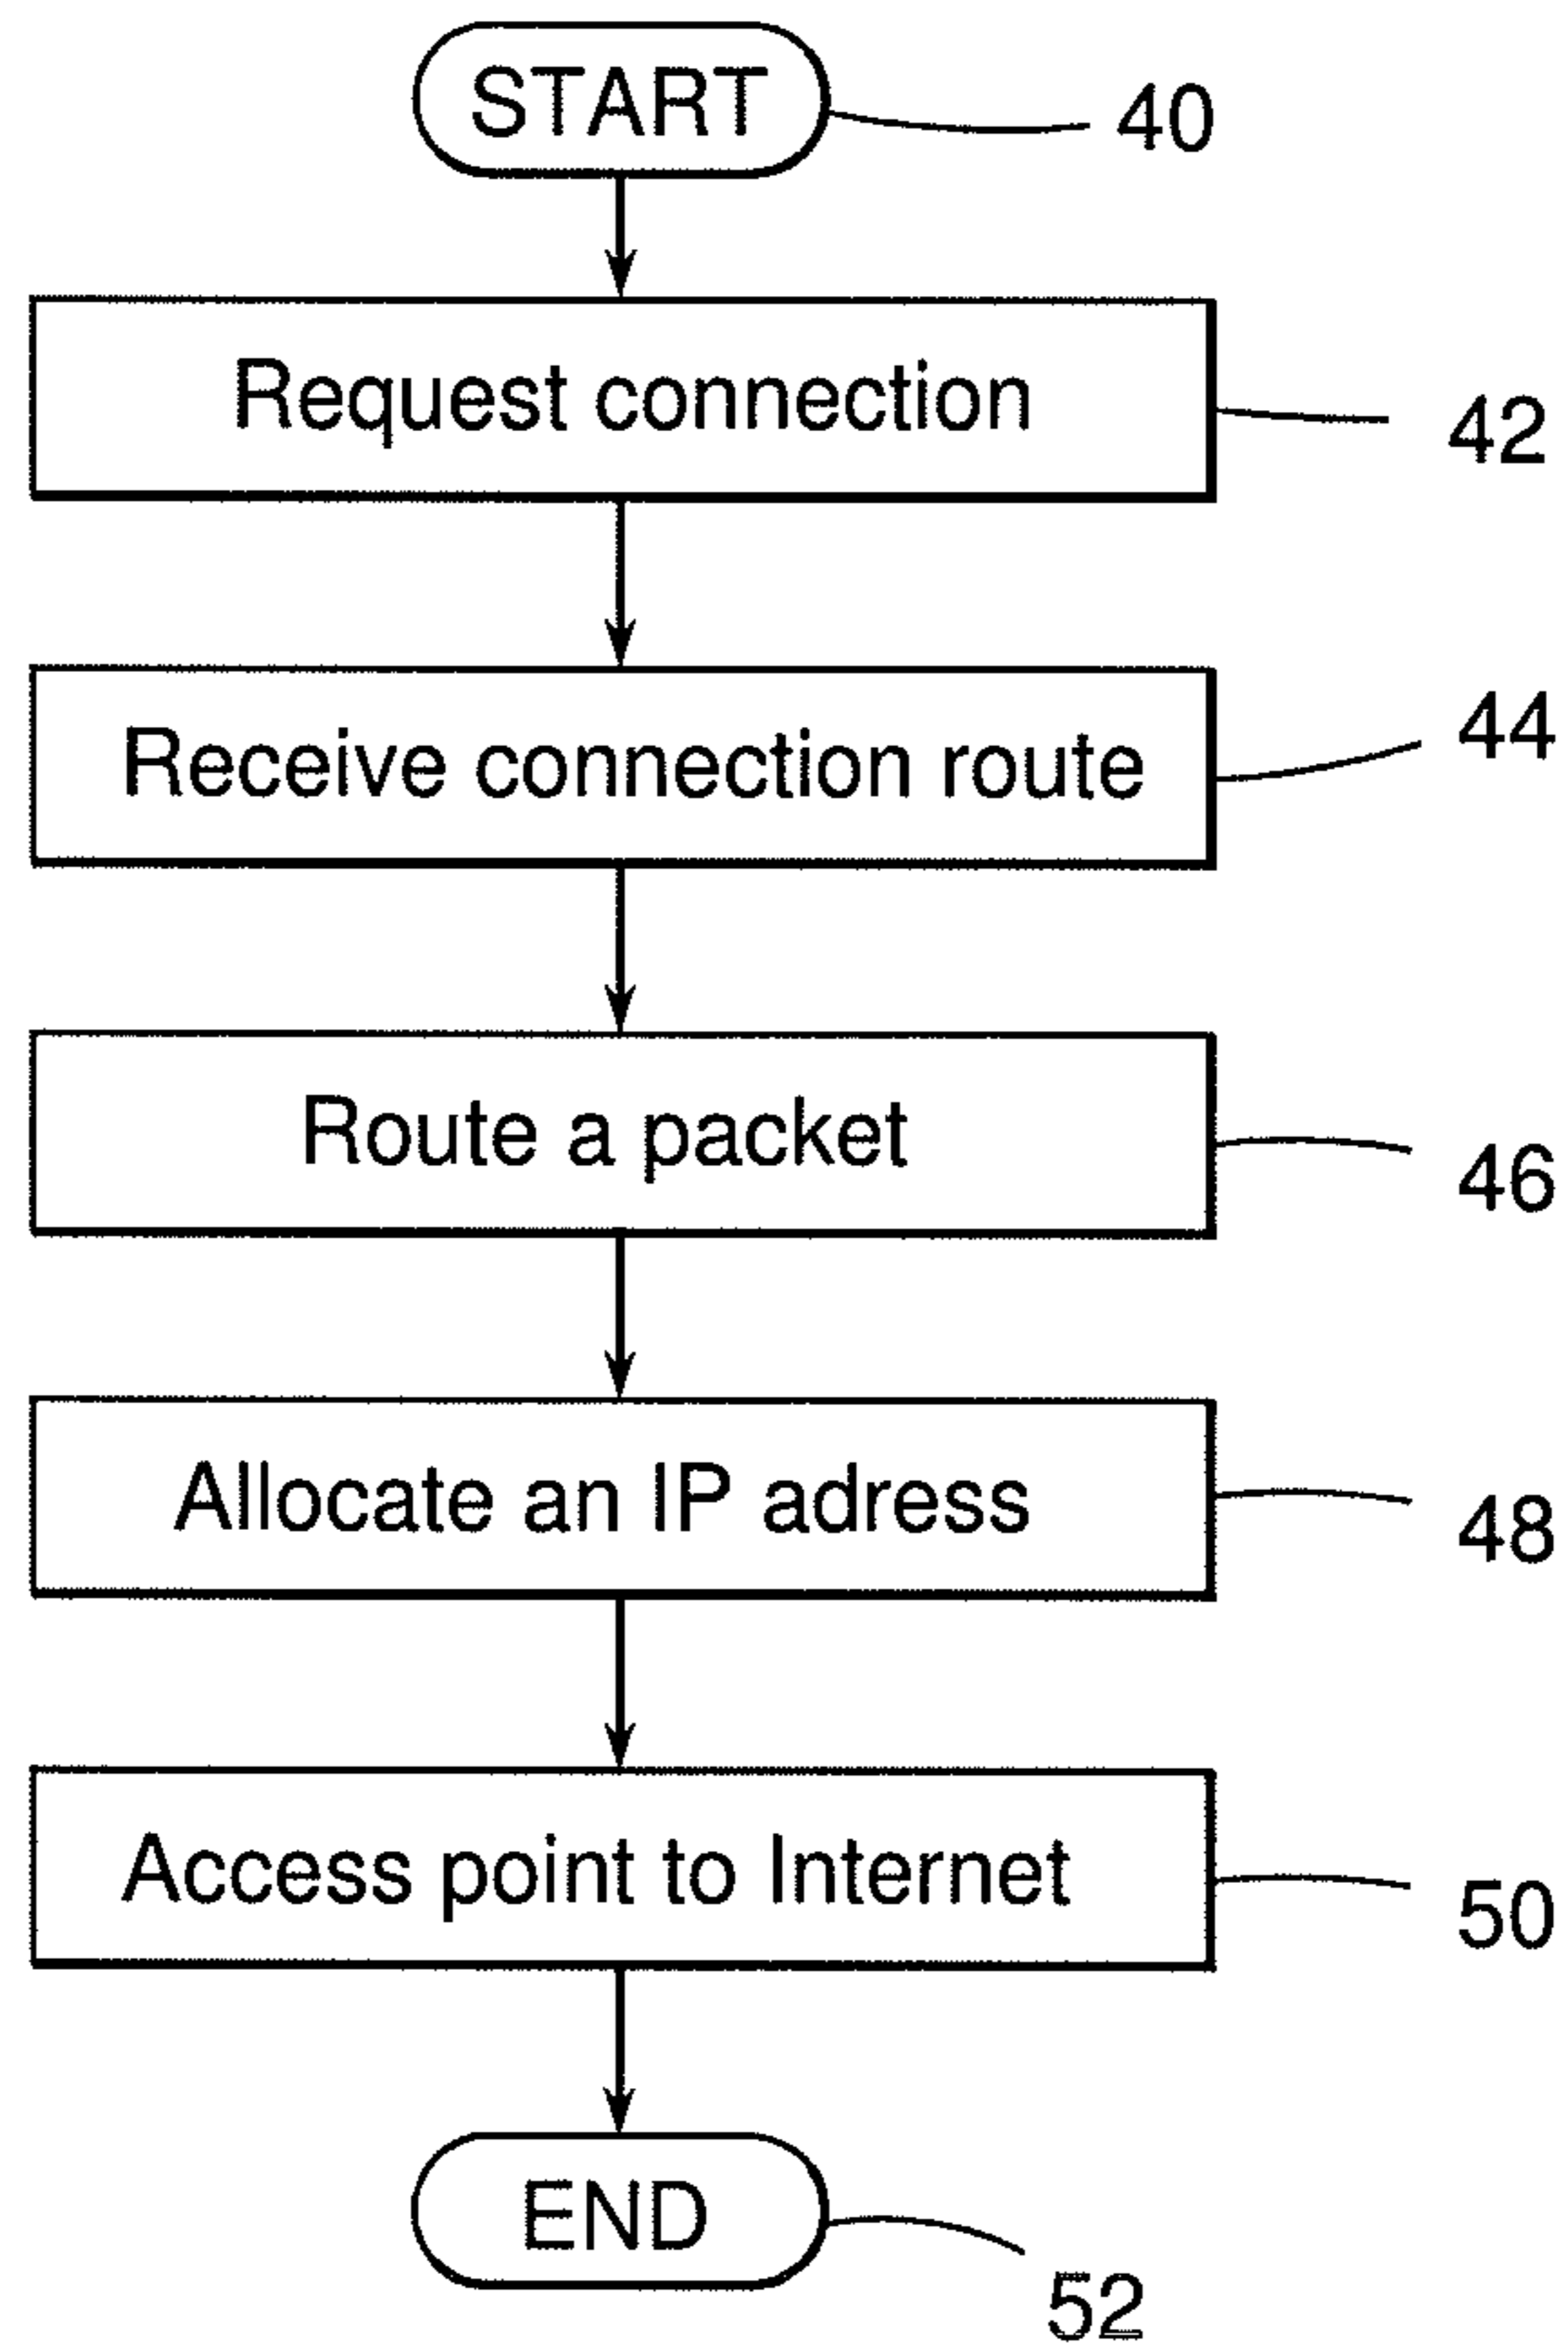 START
40
Request connection
42
Receive connection route
44
Route a packet
46
Allocate an IP adress
48
Access point to Internet
50
END
52